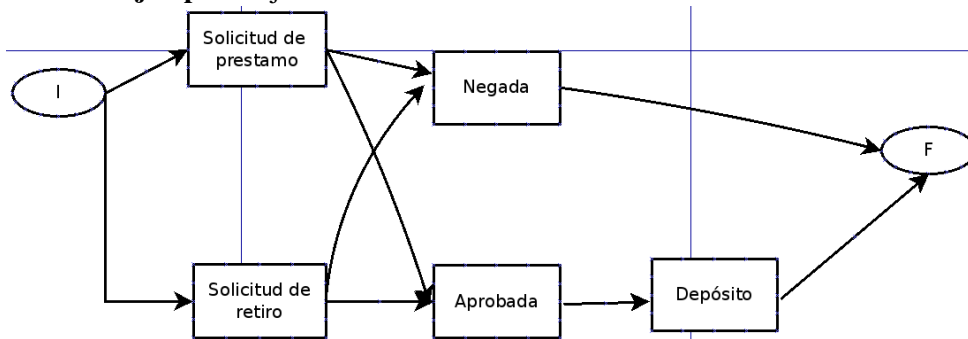 Solicitud de
prestamo
I
Negada
F
Solicitud de
retiro
Aprobada
Depósito